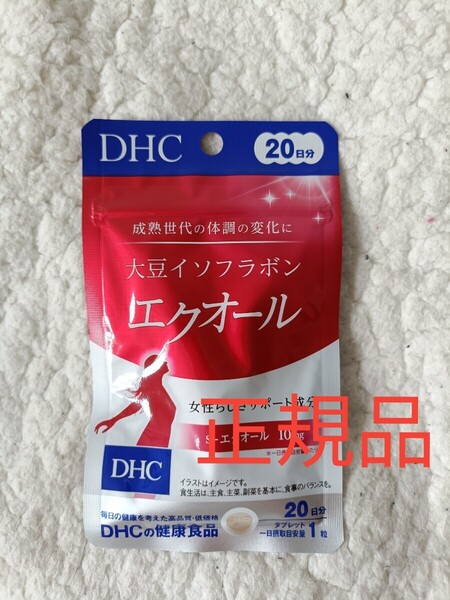 DHC
20日分
成熟世代の体調の変化に
大豆イソフラボン
エクオール
女性らしさサポート成分
S-エクオール 10mg
正規品
DHC
イラストはイメージです。
食生活は、主食、主菜、副菜を基本に、食事のバランスを。
毎日の健康を考えた高品質・低価格
DHCの健康食品
20日分
タブレット
一日摂取目安量1粒